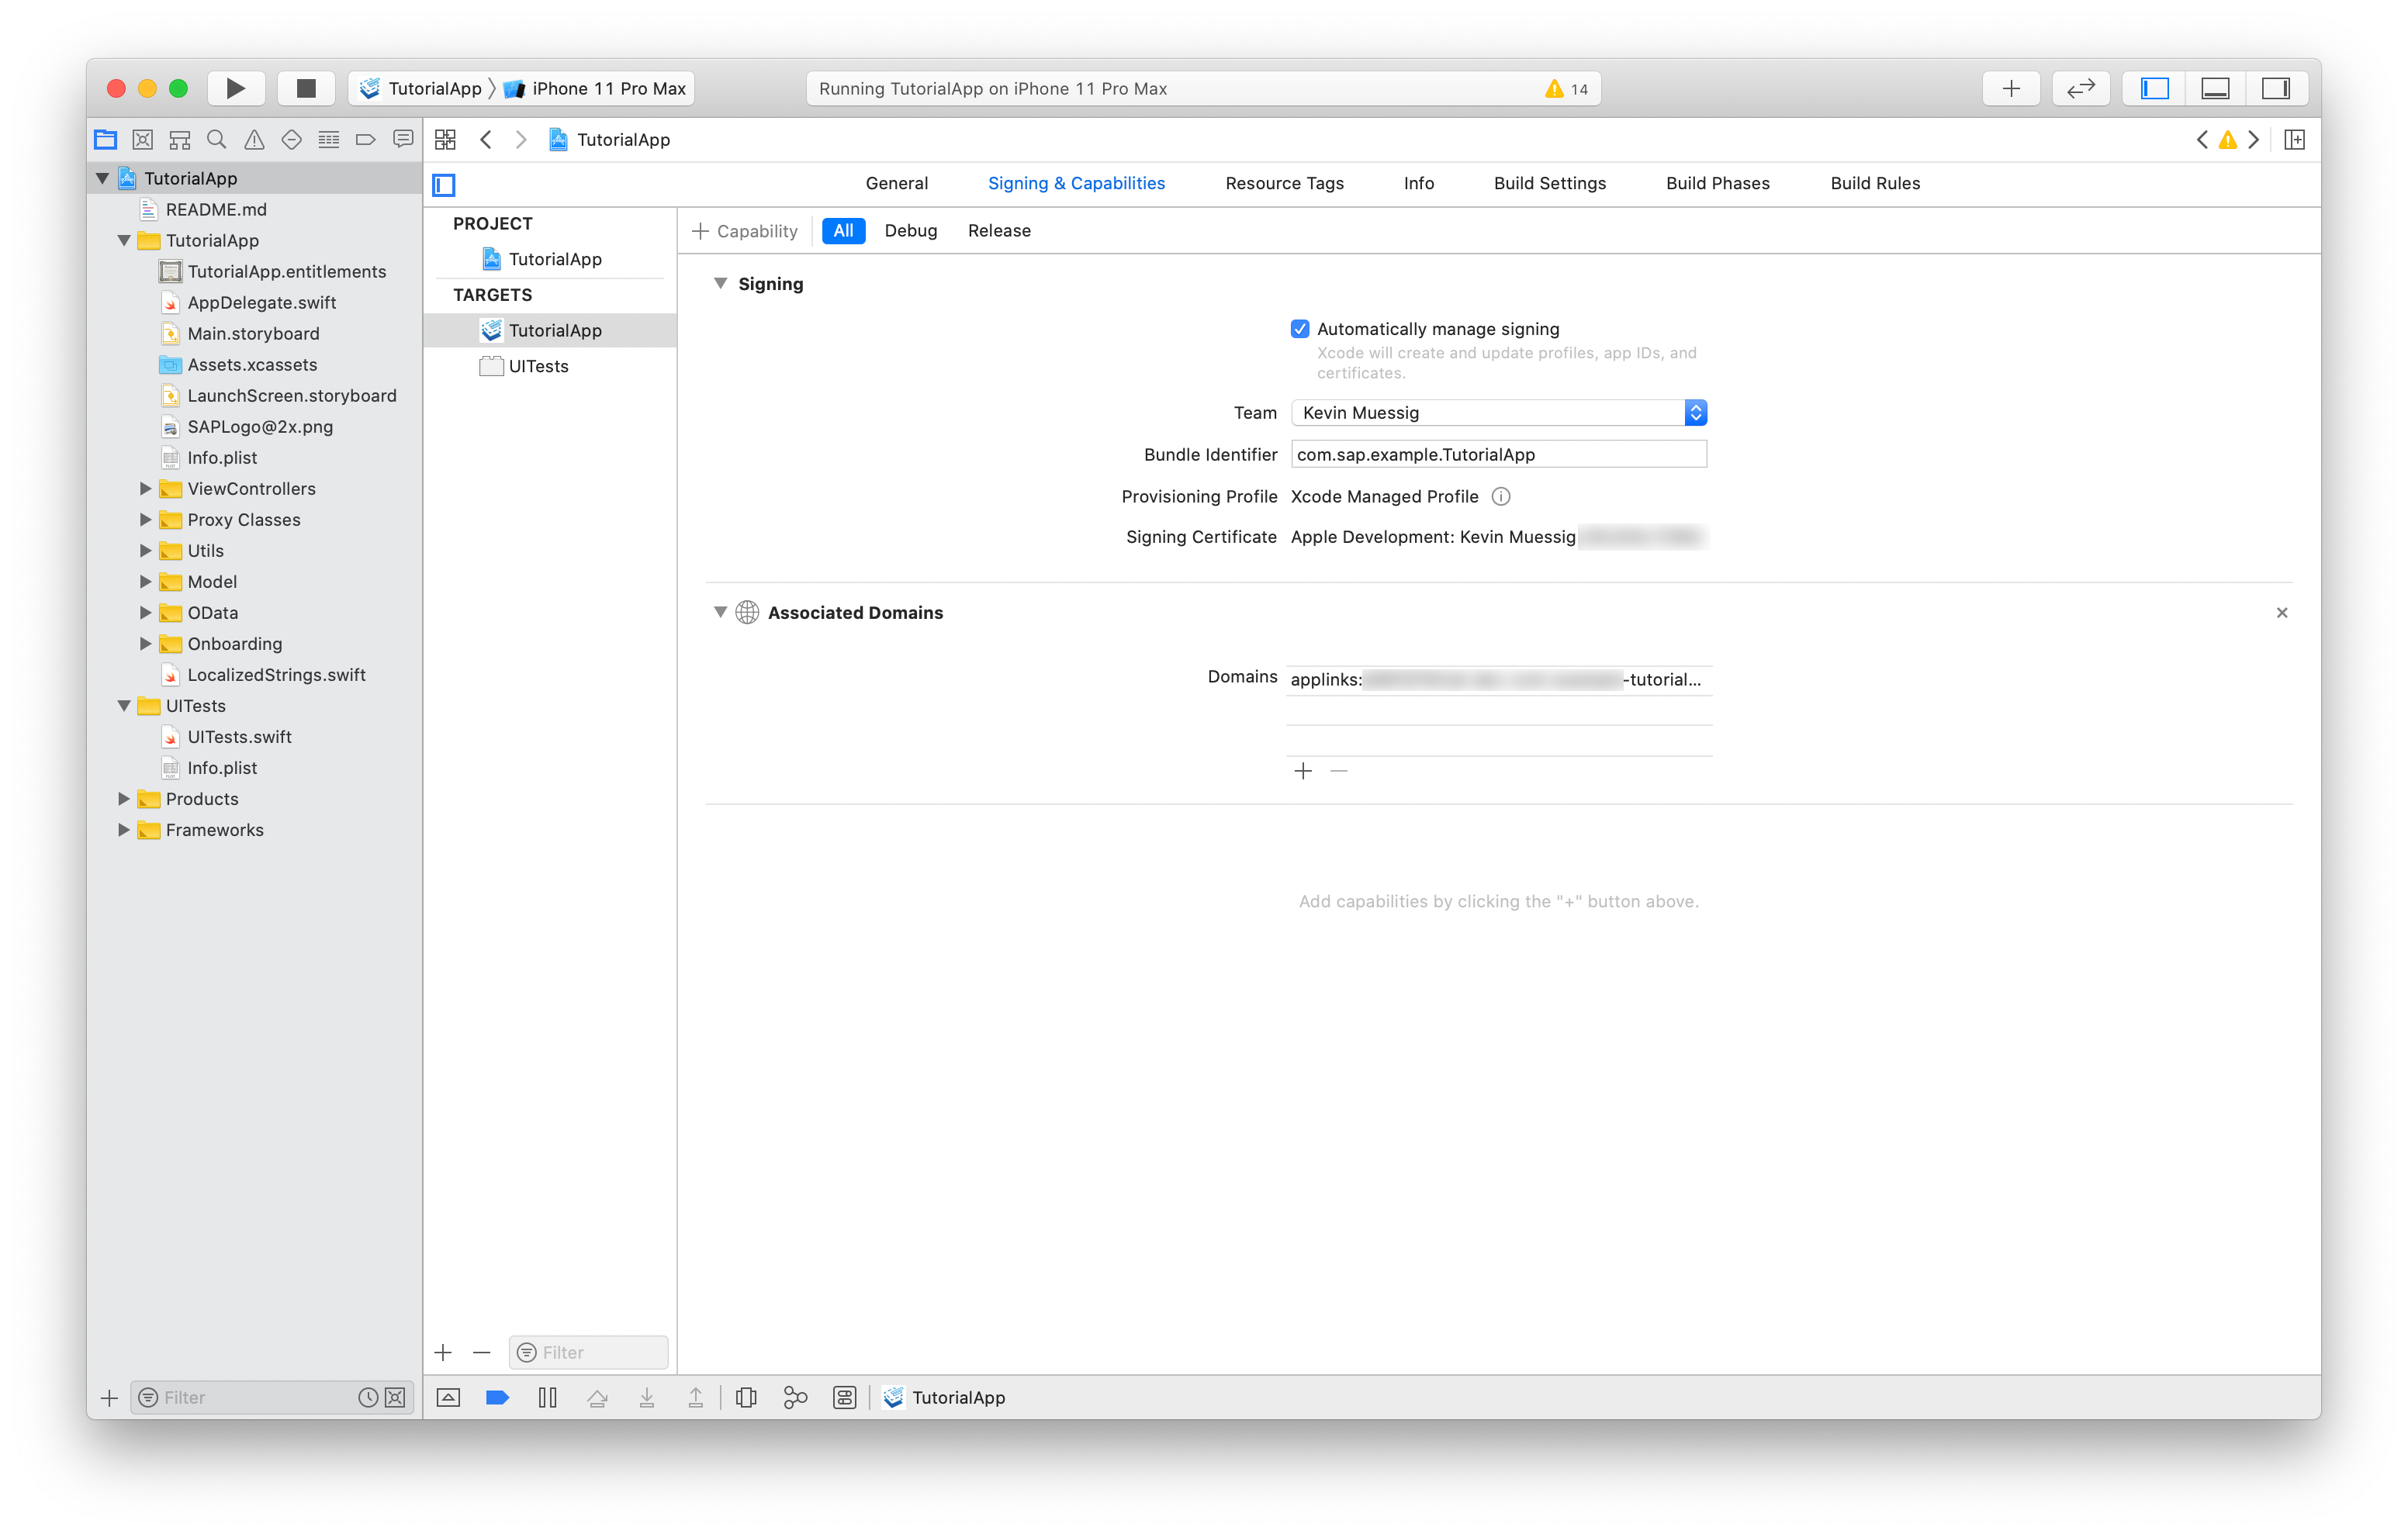 TutorialApp iPhone 11 Pro Max
Running TutorialApp on iPhone 11 Pro Max
14
TutorialApp
README.md
TutorialApp
TutorialApp.entitlements
AppDelegate.swift
Main.storyboard
Assets.xcassets
LaunchScreen.storyboard
SAPLogo@2x.png
Info.plist
ViewControllers
Proxy Classes
Utils
Model
OData
Onboarding
LocalizedStrings.swift
UITests
UITests.swift
Info.plist
Products
Frameworks
Filter
TutorialApp
General Signing & Capabilities Resource Tags Info Build Settings Build Phases Build Rules
PROJECT
TutorialApp
TARGETS
TutorialApp
UITests
Filter
+ Capability All Debug Release
Signing
Automatically manage signing
Xcode will create and update profiles, app IDs, and
certificates.
Team Kevin Muessig
Bundle Identifier com.sap.example.TutorialApp
Provisioning Profile Xcode Managed Profile
Signing Certificate Apple Development: Kevin Muessig
Associated Domains
Domains applinks: -tutorial...
Add capabilities by clicking the "+" button above.
TutorialApp